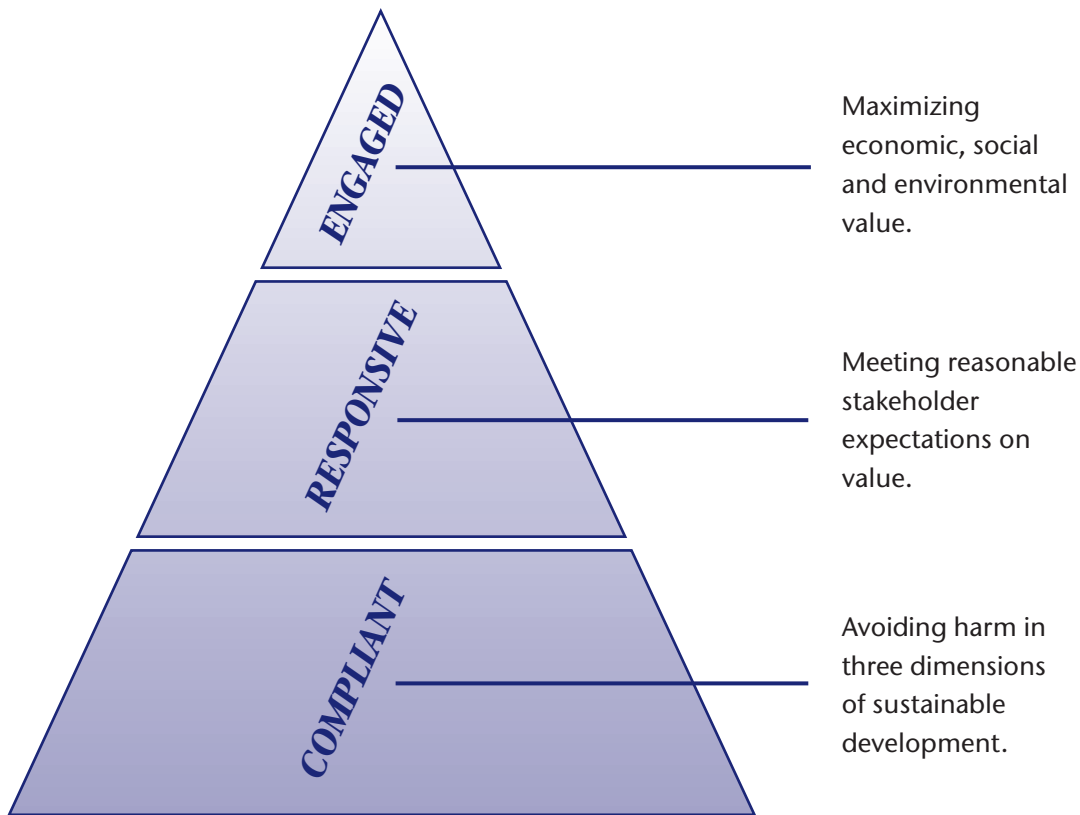 ENGAGED
Maximizing
economic, social
and environmental
value.
RESPONSIVE
Meeting reasonable
stakeholder
expectations on
value.
COMPLIANT
Avoiding harm in
three dimensions
of sustainable
development.